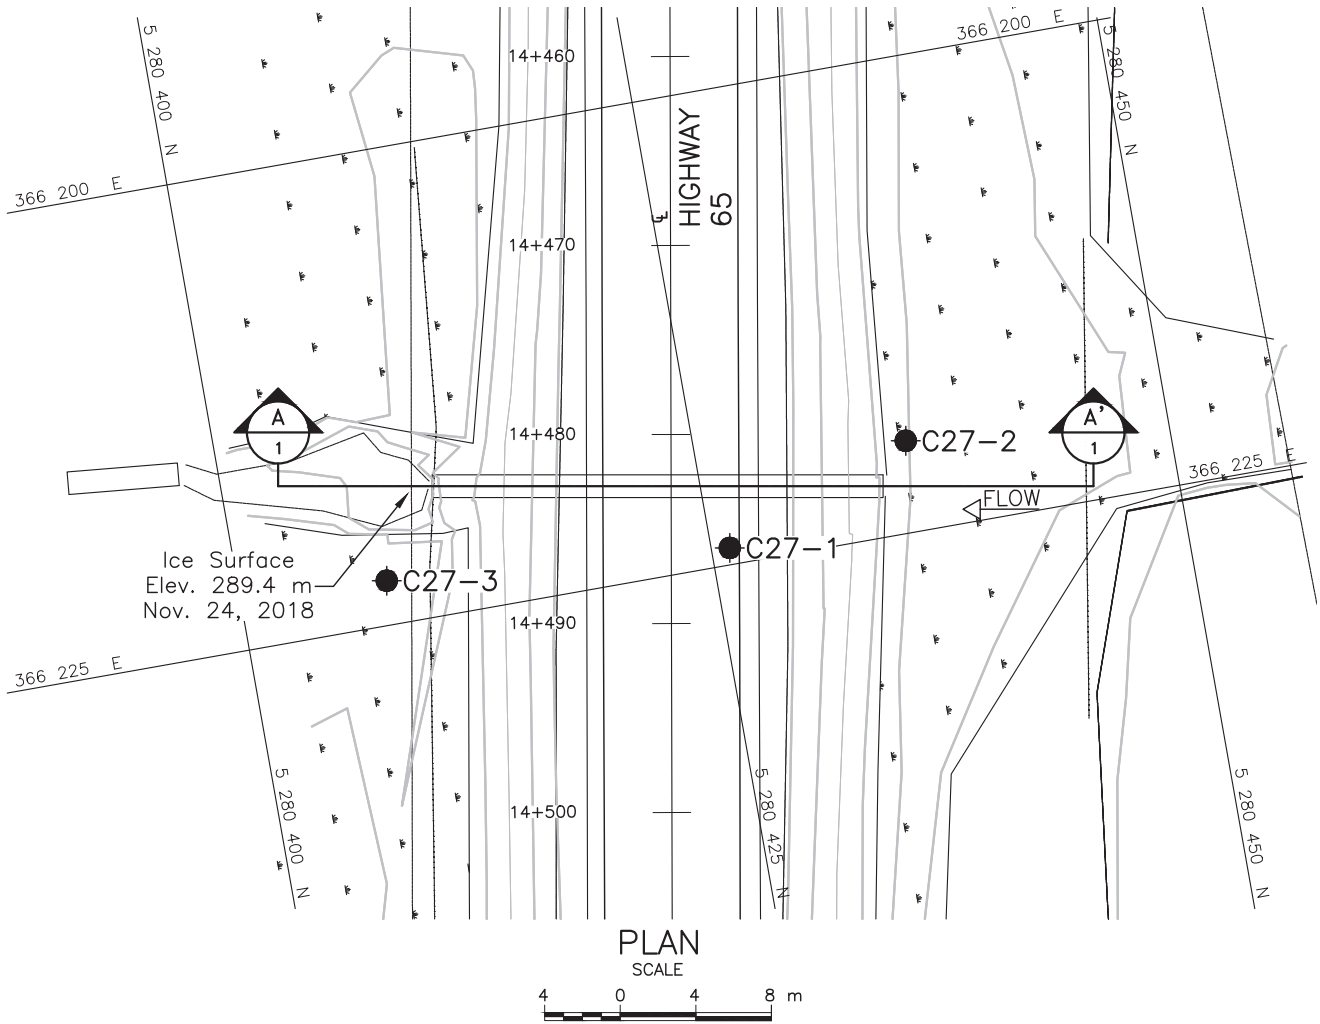 5 280 400 N
366 200 E
5 280 450 N
14+460
HIGHWAY
65
366 200 E
14+470
A
1
14+480
C27-2
A'
1
366 225 E
FLOW
C27-1
Ice Surface
Elev. 289.4 m
Nov. 24, 2018
C27-3
14+490
366 225 E
5 280 400 N
14+500
5 280 425 N
5 280 450 N
PLAN
SCALE
4 0 4 8 m